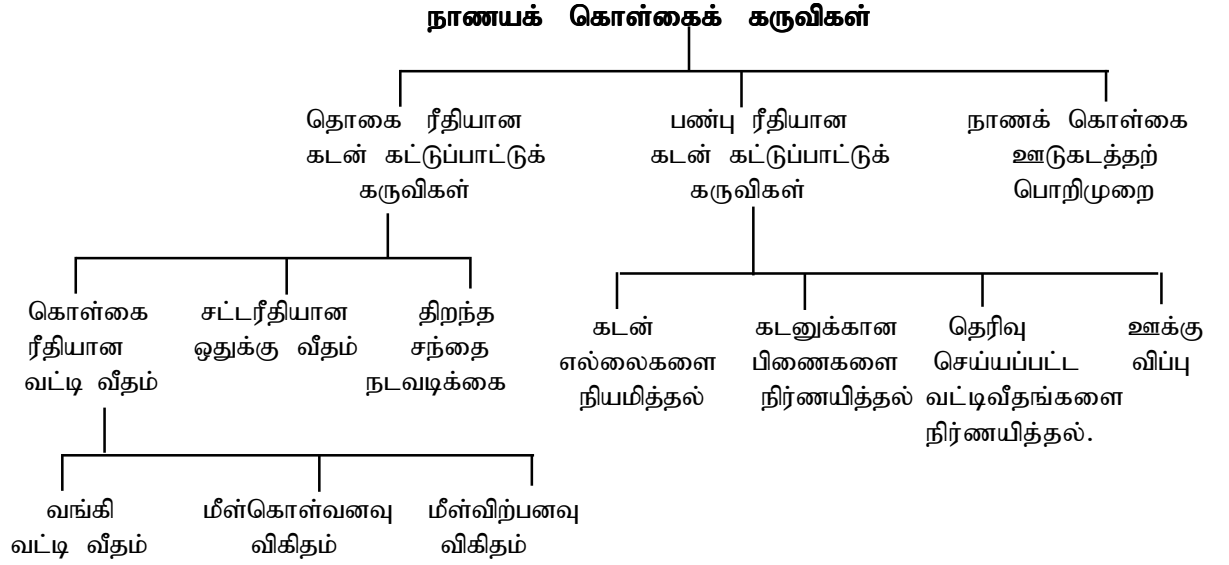 நாணயக் கொள்கைக் கருவிகள்
தொகை ரீதியான
கடன் கட்டுப்பாட்டுக்
கருவிகள்
பண்பு ரீதியான
கடன் கட்டுப்பாட்டுக்
கருவிகள்
நாணக் கொள்கை
ஊடுகடத்தற்
பொறிமுறை
கொள்கை
ரீதியான
வட்டி வீதம்
சட்டரீதியான
ஒதுக்கு வீதம்
திறந்த
சந்தை
நடவடிக்கை
கடன்
எல்லைகளை
நியமித்தல்
கடனுக்கான
பிணைகளை
நிர்ணயித்தல்
தெரிவு
செய்யப்பட்ட
வட்டிவீதங்களை
நிர்ணயித்தல்.
ஊக்கு
விப்பு
வங்கி
வட்டி வீதம்
மீள்கொள்வனவு
விகிதம்
மீள்விற்பனவு
விகிதம்